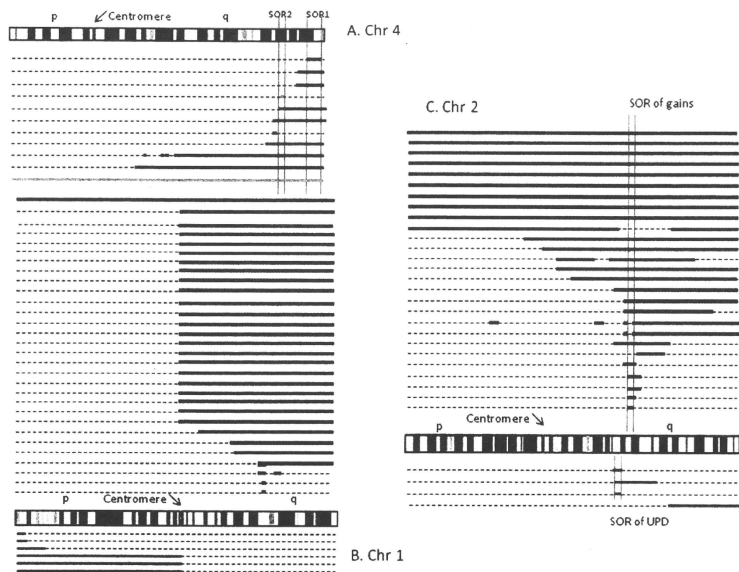 p Centromere q SOR2 SOR1
A. Chr 4
C. Chr 2
SOR of gains
Centromere
p q
SOR of UPD
p Centromere q
B. Chr 1